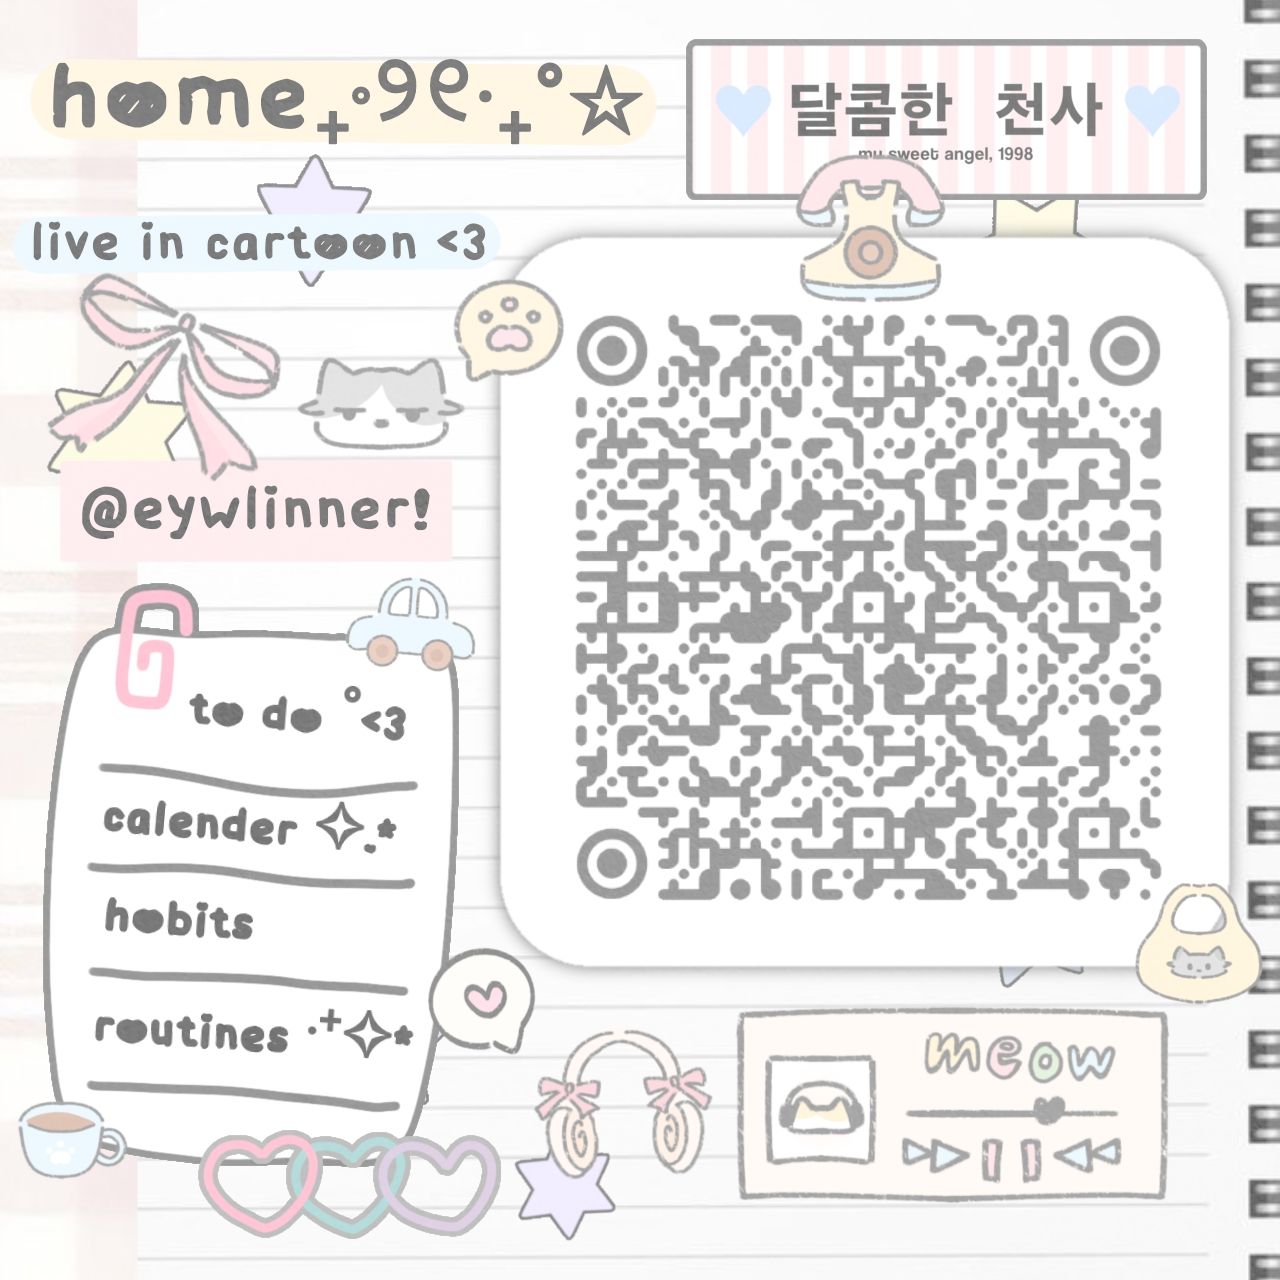 home₊∘୨୧·₊°☆
달콤한 천사
my sweet angel, 1998
live in cartoon <3
@eywlinner!
to do °<3
calender ✧.*
hobits
routines ·⁺✧*
meow